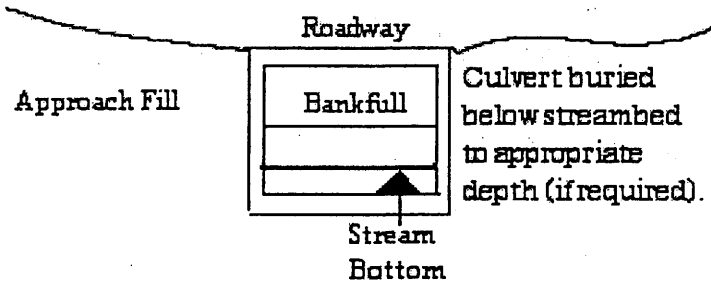 Roadway
Approach Fill
Bankfull
Culvert buried
below streambed
to appropriate
depth (if required).
Stream
Bottom